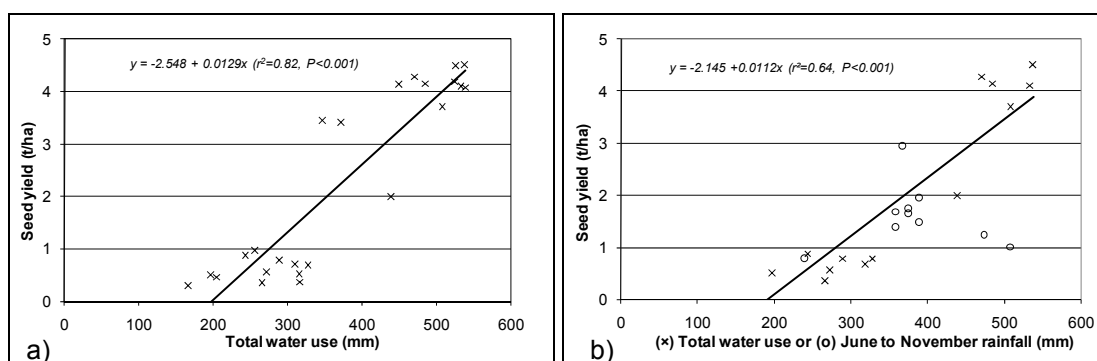 y = -2.548 + 0.0129x (r²=0.82, P<0.001)
Seed yield (t/ha)
5
4
3
2
1
0
0 100 200 300 400 500 600
a) Total water use (mm)
y = -2.145 +0.0112x (r²=0.64, P<0.001)
Seed yield (t/ha)
5
4
3
2
1
0
0 100 200 300 400 500 600
b) (×) Total water use or (o) June to November rainfall (mm)